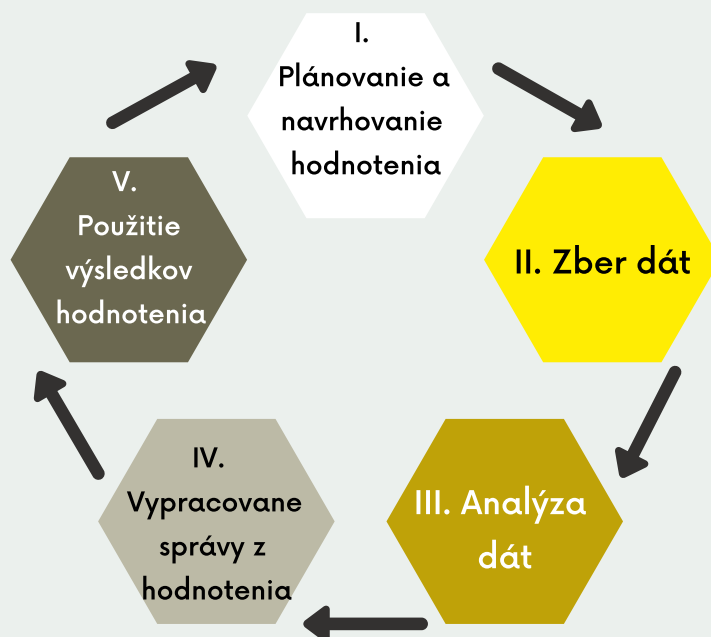 I.
Plánovanie a
navrhovanie
hodnotenia
II. Zber dát
III. Analýza
dát
IV.
Vypracovane
správy z
hodnotenia
V.
Použitie
výsledkov
hodnotenia